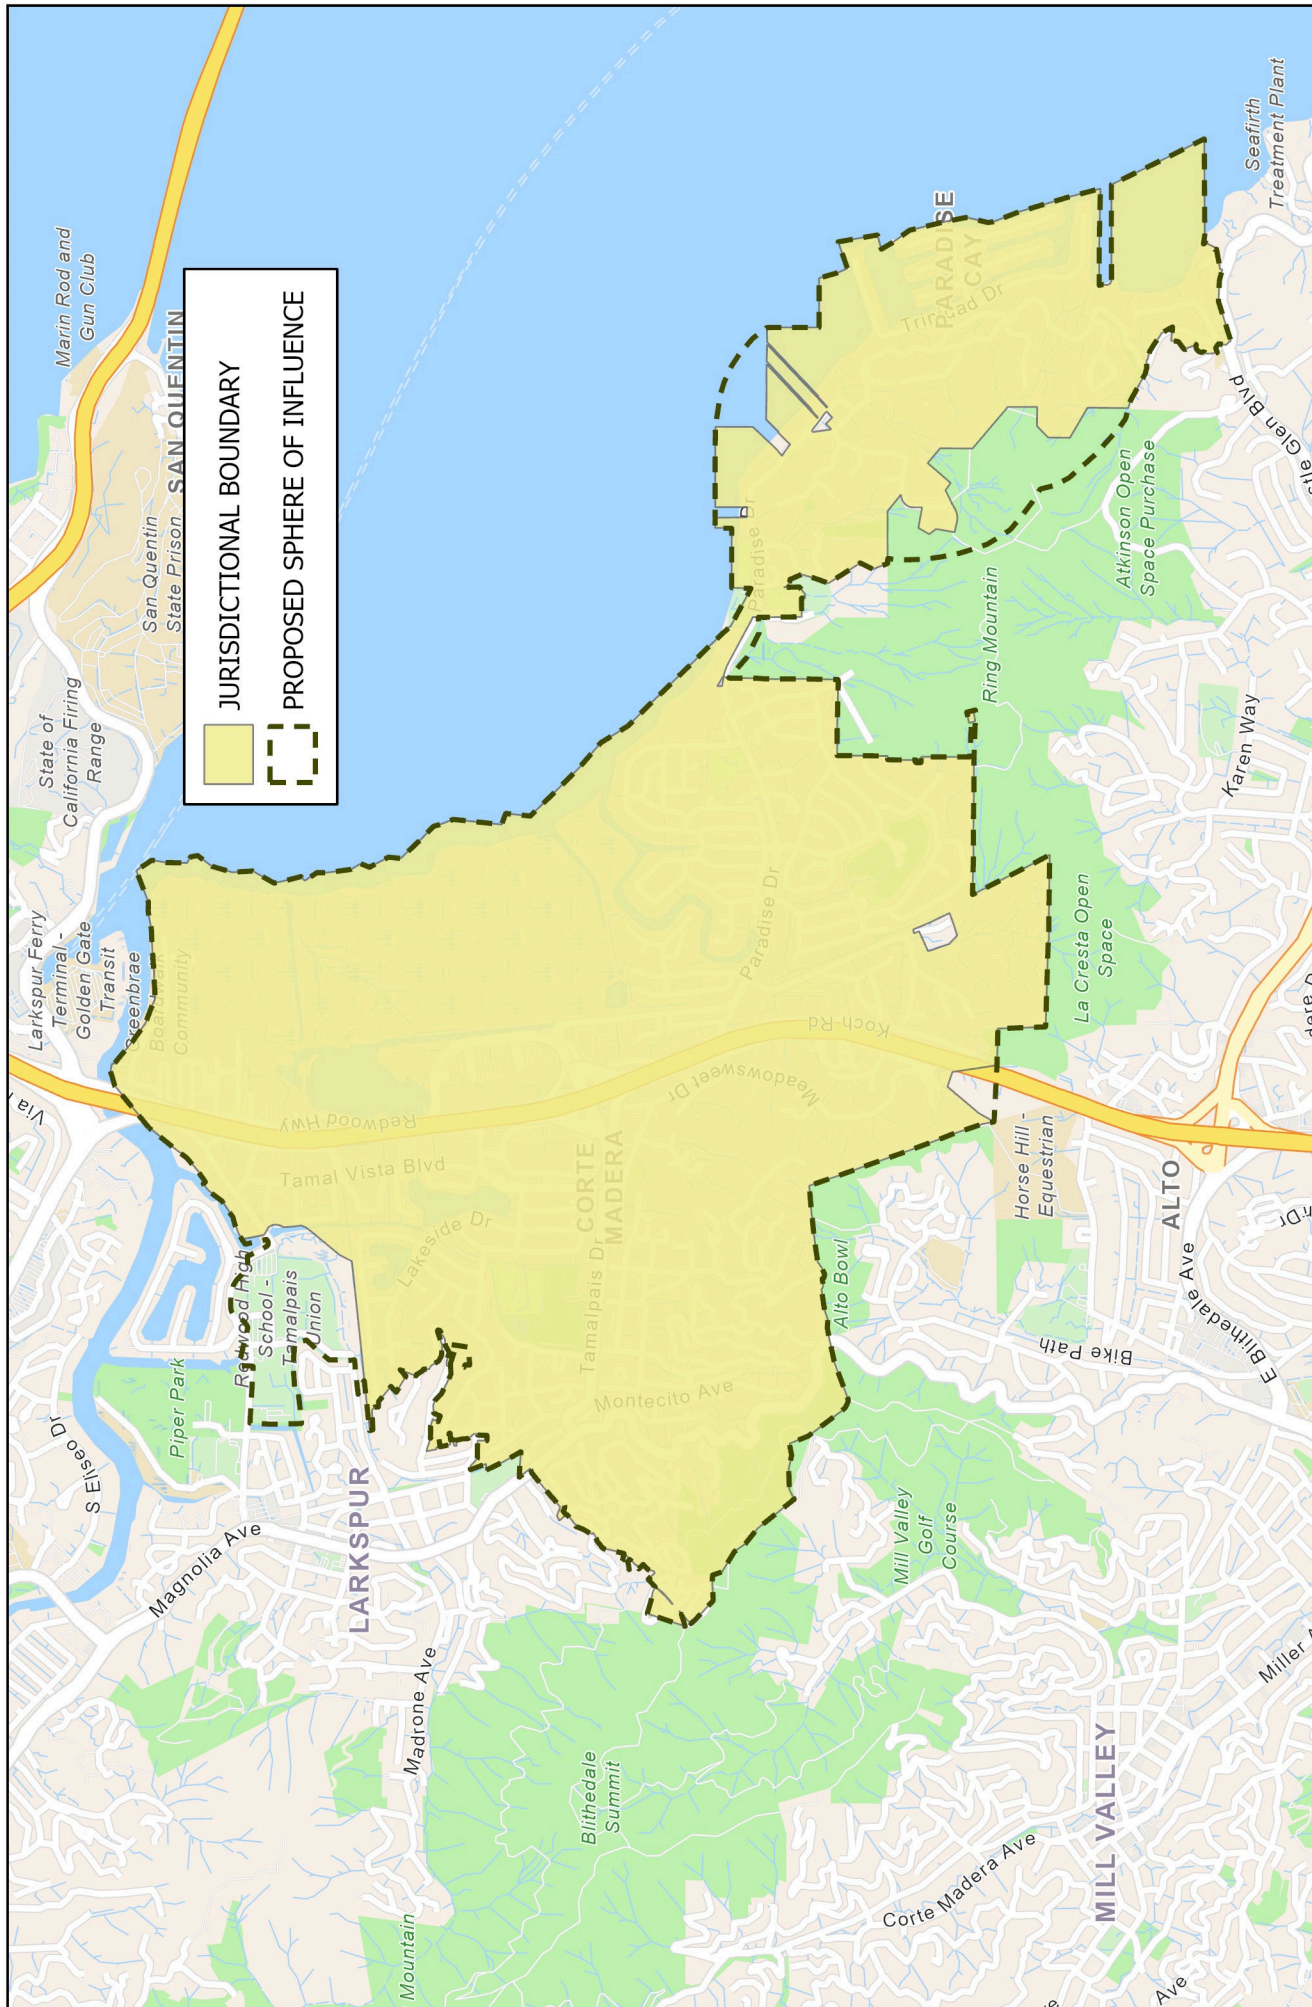 Marin Rod and
Gun Club
SAN QUENTIN
San Quentin
State Prison
State of
California Firing
Range
Larkspur Ferry
Terminal -
Golden Gate
Transit
Greenbrae
Boardwalk
Community
JURISDICTIONAL BOUNDARY
PROPOSED SPHERE OF INFLUENCE
Via
S Eliseo Dr
Piper Park
Redwood High
School -
Tamalpais
Union
Magnolia Ave
LARKSPUR
Madrone Ave
Redwood Hwy
Tamal Vista Blvd
Lakeside Dr
CORTE
MADERA
Tamalpais Dr
Montecito Ave
Meadowsweet Dr
Koch Rd
Paradise Dr
Paradise Dr
PARADISE
CAY
Trinidad Dr
Seafirth
Treatment Plant
Ring Mountain
Atkinson Open
Space Purchase
Glen Blvd
Karen Way
La Cresta Open
Space
Horse Hill -
Equestrian
ALTO
Alto Bowl
Bike Path
E Blithedale Ave
Mill Valley
Golf
Course
Blithedale
Summit
Mountain
Corte Madera Ave
MILL VALLEY
Miller
Ave